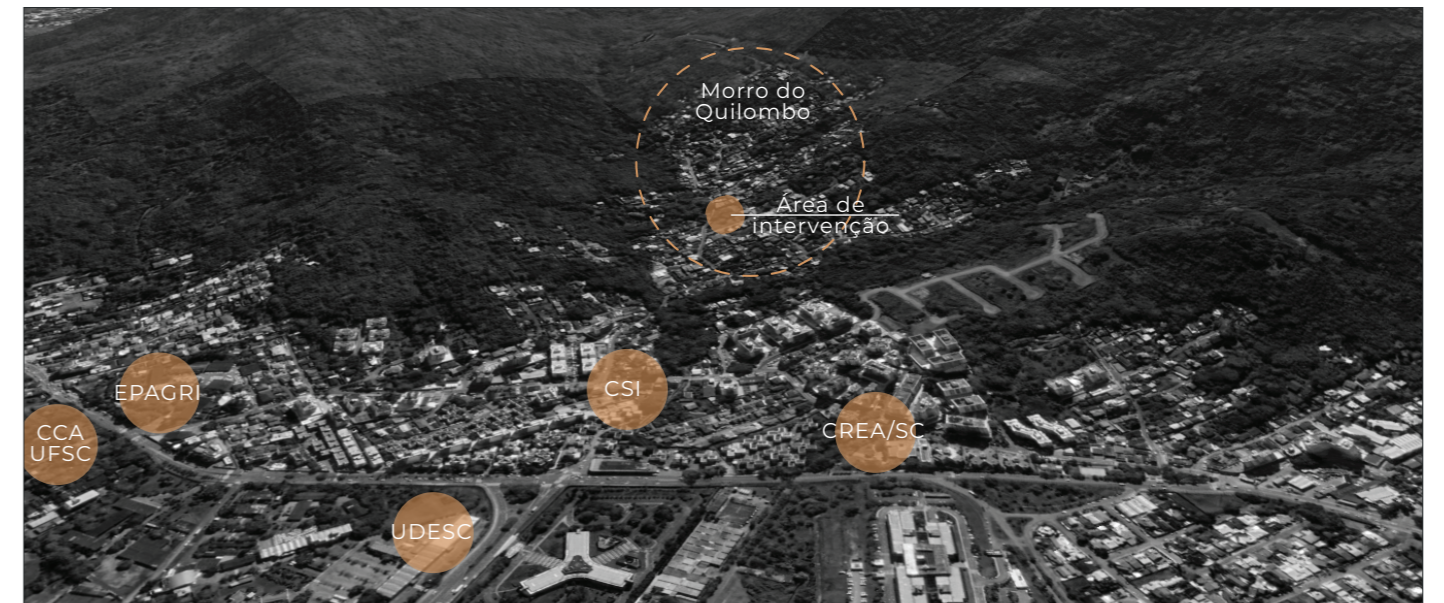 Morro do
Quilombo
Área de
intervenção
EPAGRI
CSI
CCA
UFSC
CREA/SC
UDESC